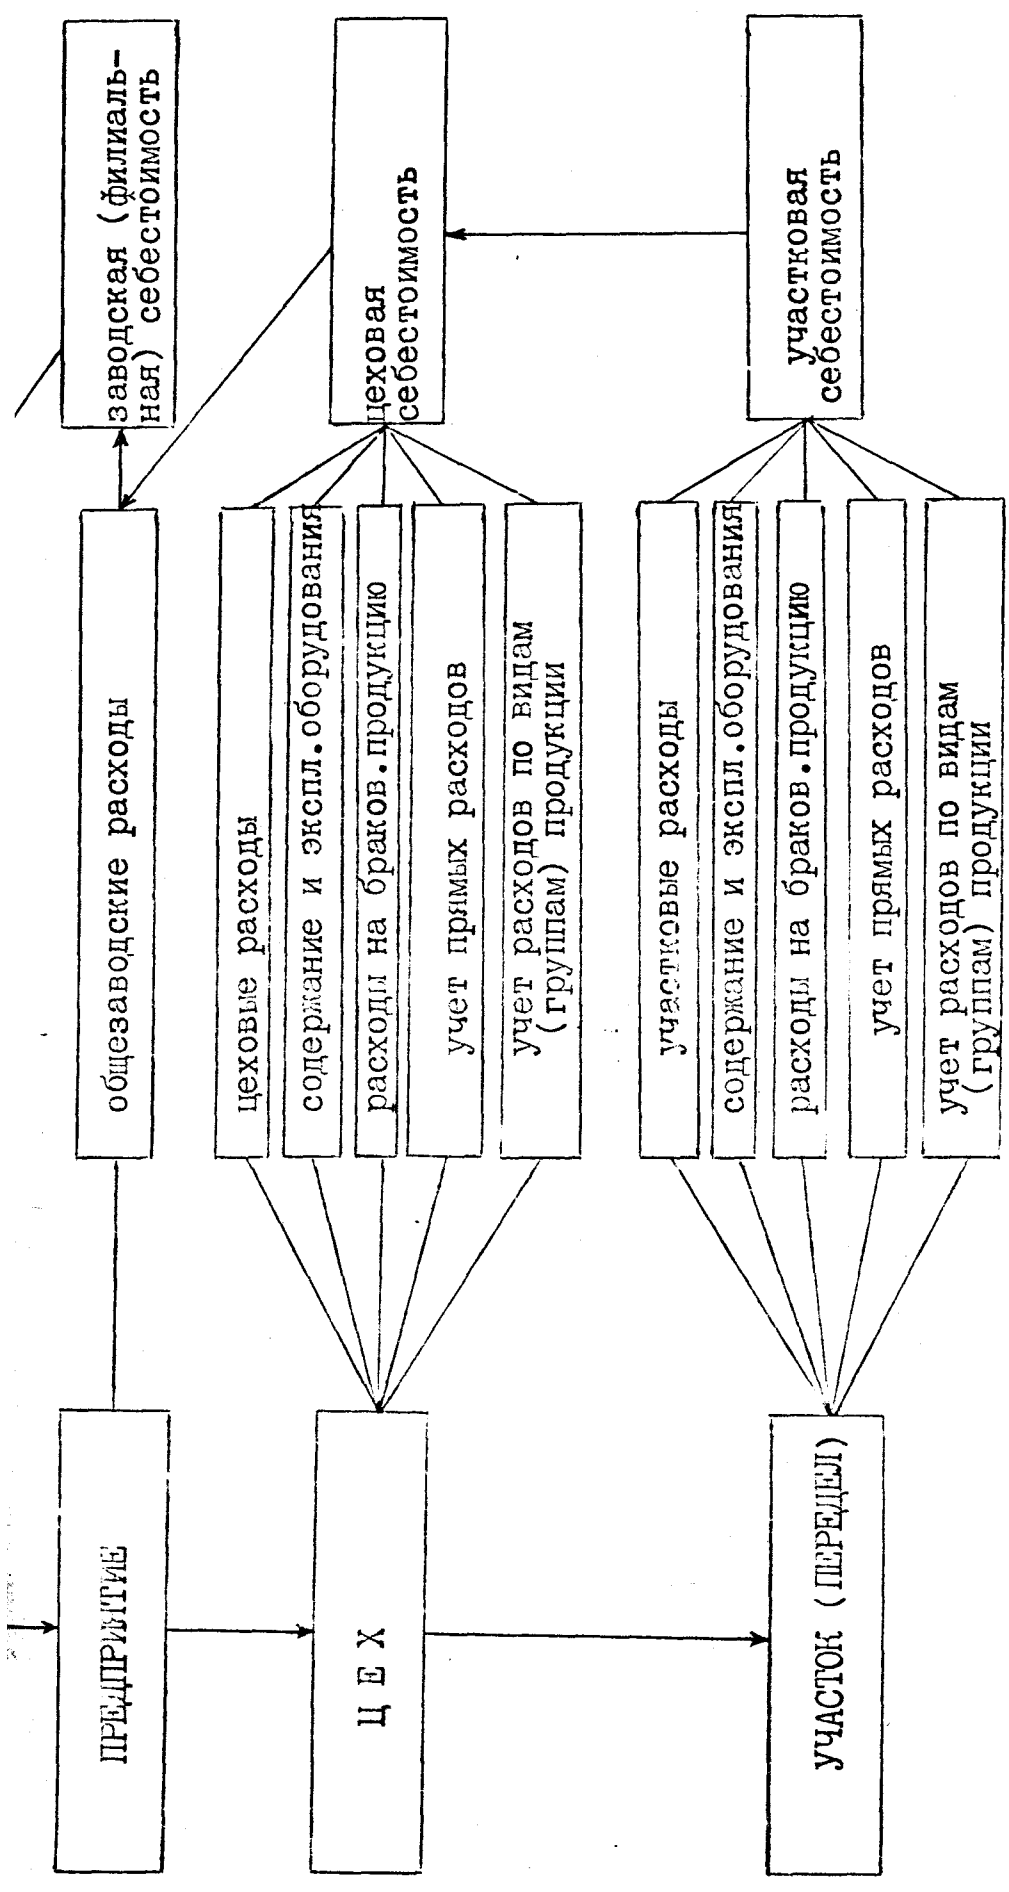 ПРЕДПРИЯТИЕ
общезаводские расходы
заводская (филиаль-
ная) себестоимость
Ц Е Х
цеховые расходы
содержание и экспл.оборудования
расходы на браков.продукцию
учет прямых расходов
учет расходов по видам
(группам) продукции
цеховая
себестоимость
УЧАСТОК (ПЕРЕДЕЛ)
участковые расходы
содержание и экспл.оборудования
расходы на браков.продукцию
учет прямых расходов
учет расходов по видам
(группам) продукции
участковая
себестоимость